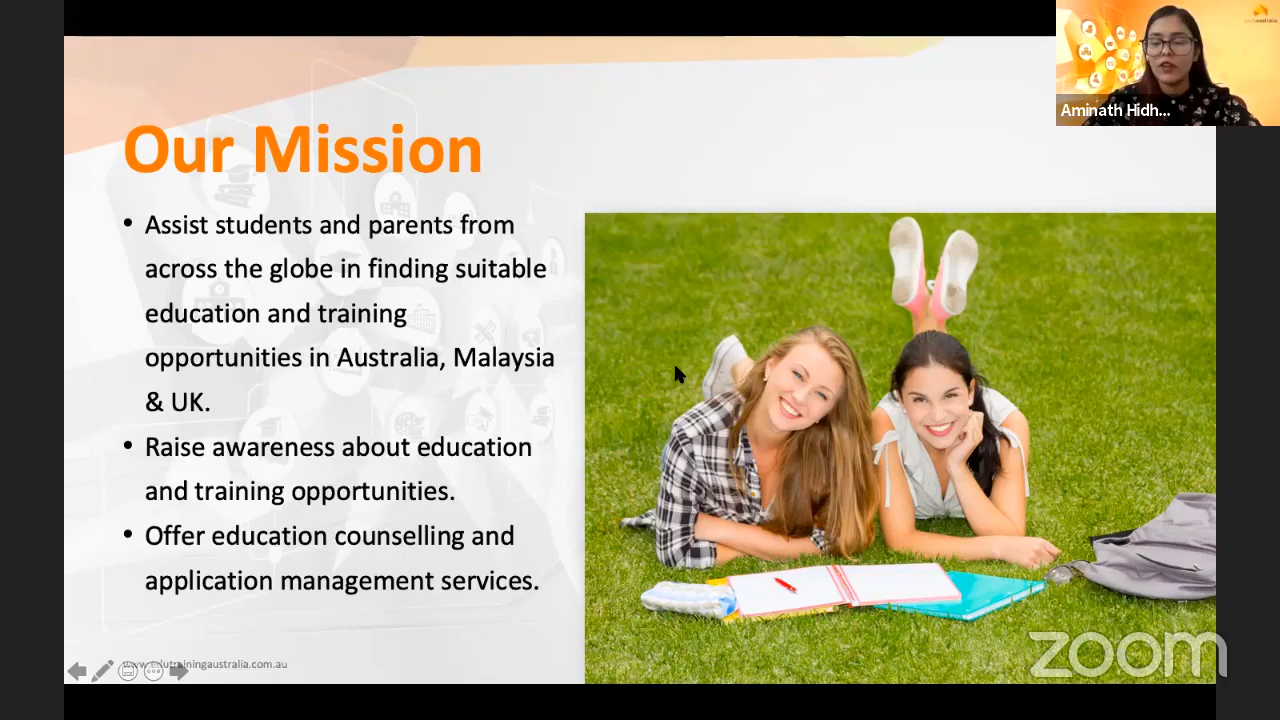 Our Mission
• Assist students and parents from
across the globe in finding suitable
education and training
opportunities in Australia, Malaysia
& UK.
• Raise awareness about education
and training opportunities.
• Offer education counselling and
application management services.
www.edutrainingaustralia.com.au
Aminath Hidh...
zoom